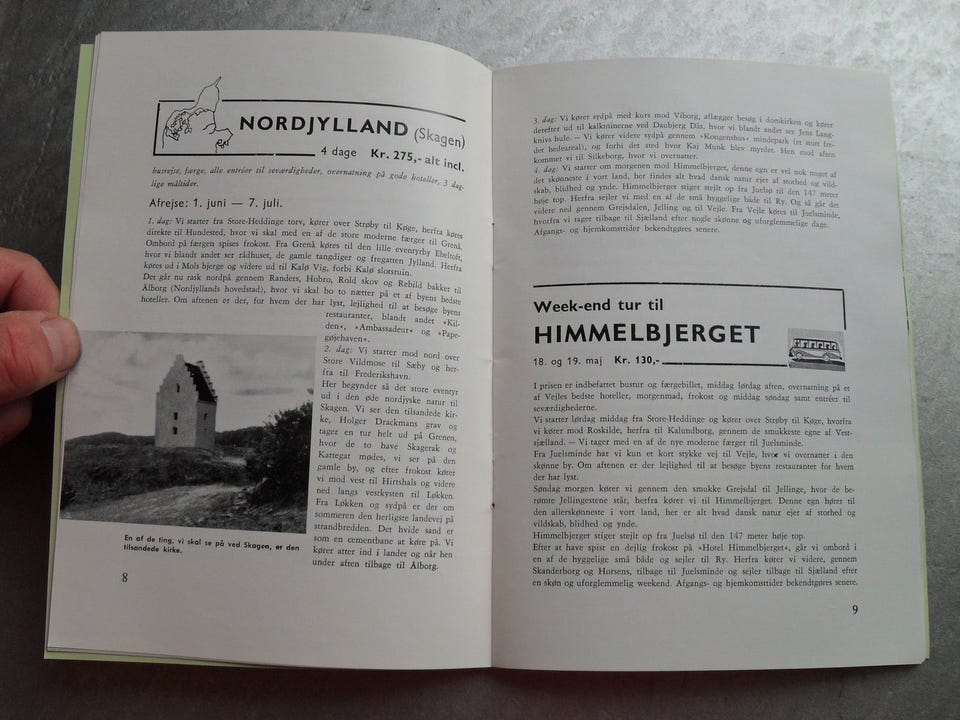 NORDJYLLAND (Skagen)
4 dage Kr. 275,- alt incl.
busrejse, færge, alle entréer til seværdigheder, overnatning på gode hoteller, 3 dag-
lige måltider.
Afrejse: 1. juni — 7. juli.
1. dag: Vi starter fra Store-Heddinge torv, kører over Strøby til Køge, herfra køres
direkte til Hundested, hvor vi skal med en af de store moderne færger til Grenå.
Ombord på færgen spises frokost. Fra Grenå køres til den lille eventyrby Ebeltoft,
hvor vi blandt andet ser rådhuset, de gamle tangdiger og fregatten Jylland. Herfra
køres ud i Mols bjerge og videre ud til Kalø Vig, forbi Kalø slotsruin.
Det går nu rask nordpå gennem Randers, Hobro, Rold skov og Rebild bakker til
Ålborg (Nordjyllands hovedstad), hvor vi skal bo to nætter på et af byens bedste
hoteller. Om aftenen er der, for hvem der har lyst, lejlighed til at besøge byens
restauranter, blandt andet »Kil-
den«, »Ambassadeur« og »Pape-
gøjehaven«.
2. dag: Vi starter mod nord over
Store Vildmose til Sæby og her-
fra til Frederikshavn.
Her begynder så det store eventyr
ud i den øde nordjyske natur til
Skagen. Vi ser den tilsandede kir-
ke, Holger Drackmans grav og
tager en tur helt ud på Grenen,
hvor de to have Skagerak og
Kattegat mødes, vi ser på den
gamle by, og efter frokost kører
vi mod vest til Hirtshals og videre
ned langs vestkysten til Løkken.
Fra Løkken og sydpå er der om
sommeren den herligste landevej på
strandbredden. Det hvide sand er
som en cementbane at køre på. Vi
kører atter ind i landet og når hen
under aften tilbage til Ålborg.
En af de ting, vi skal se på ved Skagen, er den
tilsandede kirke.
8
3. dag: Vi kører sydpå med kurs mod Viborg, aflægger besøg i domkirken og kører
derefter ud til kalkminerne ved Daubjerg Dås, hvor vi blandt andet ser Jens Lang-
knivs hule. — Vi kører videre sydpå gennem »Kongenshus« mindepark (et stort fre-
det hedeareal), og forbi det sted hvor Kaj Munk blev myrdet. Hen mod aften
kommer vi til Silkeborg, hvor vi overnatter.
4. dag: Vi starter om morgenen mod Himmelbjerget, denne egn er vel nok noget af
det skønneste i vort land, her findes alt hvad dansk natur ejer af storhed og vild-
skab, blidhed og ynde. Himmelbjerget stiger stejlt op fra Juelsø til den 147 meter
høje top. Herfra sejler vi med en af de små hyggelige både til Ry. Og så går det
videre ned gennem Grejsdalen, Jelling og til Vejle. Fra Vejle køres til Juelsminde,
hvorfra vi tager tilbage til Sjælland efter nogle skønne og uforglemmelige dage.
Afgangs- og hjemkomsttider bekendtgøres senere.
Week-end tur til
HIMMELBJERGET
18. og 19. maj Kr. 130,-
I prisen er indbefattet bustur og færgebillet, middag lørdag aften, overnatning på et
af Vejles bedste hoteller, morgenmad, frokost og middag søndag samt entréer til
seværdighederne.
Vi starter lørdag middag fra Store-Heddinge og kører over Strøby til Køge, hvorfra
vi kører mod Roskilde, herfra til Kalundborg, gennem de smukkeste egne af Vest-
sjælland. — Vi tager med en af de nye moderne færger til Juelsminde.
Fra Juelsminde har vi kun et kort stykke vej til Vejle, hvor vi overnatter i den
skønne by. Om aftenen er der lejlighed til at besøge byens restauranter for hvem
der har lyst.
Søndag morgen kører vi gennem den smukke Grejsdal til Jellinge, hvor de be-
rømte Jellingestene står, herfra kører vi til Himmelbjerget. Denne egn hører til
den allerskønneste i vort land, her er alt hvad dansk natur ejer af storhed og
vildskab, blidhed og ynde.
Himmelbjerget stiger stejlt op fra Juelsø til den 147 meter høje top.
Efter at have spist en dejlig frokost på »Hotel Himmelbjerget«, går vi ombord i
en af de hyggelige små både og sejler til Ry. Herfra kører vi videre, gennem
Skanderborg og Horsens, tilbage til Juelsminde og sejler tilbage til Sjælland efter
en skøn og uforglemmelig weekend. Afgangs- og hjemkomsttider bekendtgøres senere.
9